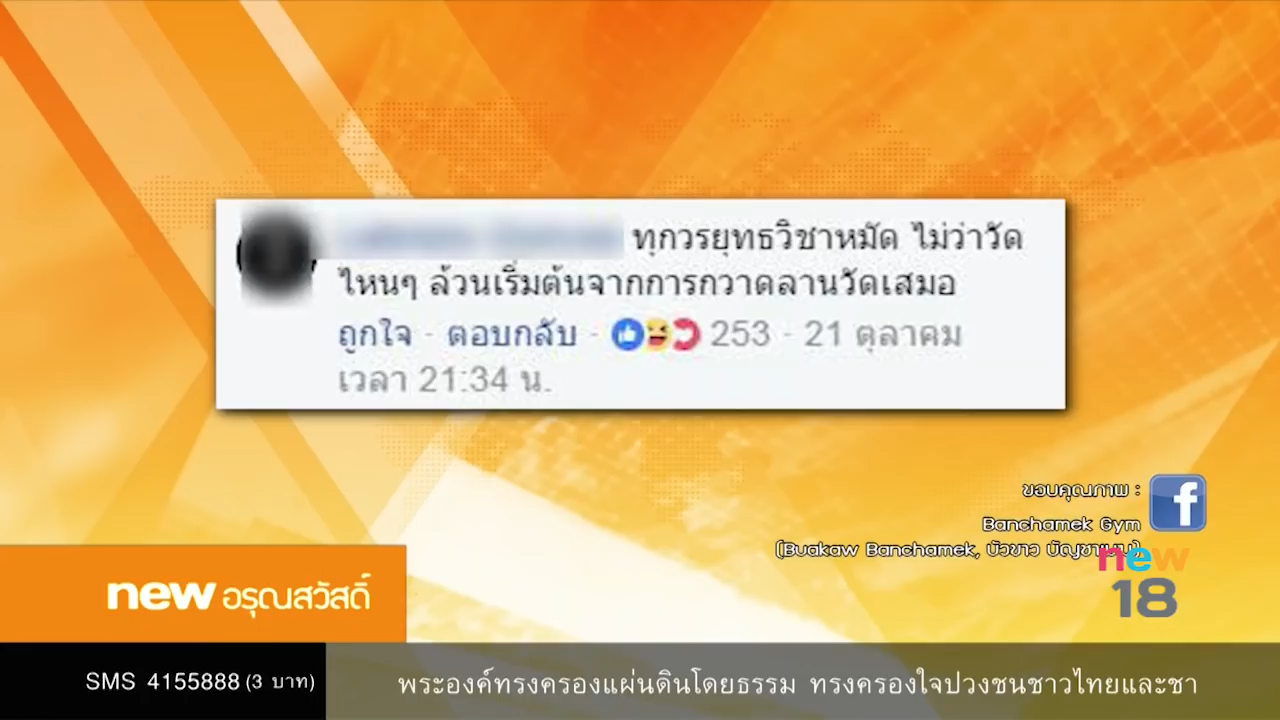 ทุกวรยุทธวิชาหมัด ไม่ว่าวัด
ไหนๆ ล้วนเริ่มต้นจากการกวาดลานวัดเสมอ
ถูกใจ · ตอบกลับ · 253 · 21 ตุลาคม
เวลา 21:34 น.
ขอบคุณภาพ :
f
Banchamek Gym
(Buakaw Banchamek, บัวขาว บัญชาเมฆ)
new
18
new อรุณสวัสดิ์
SMS 4155888 (3 บาท)
พระองค์ทรงครองแผ่นดินโดยธรรม ทรงครองใจปวงชนชาวไทยและชา